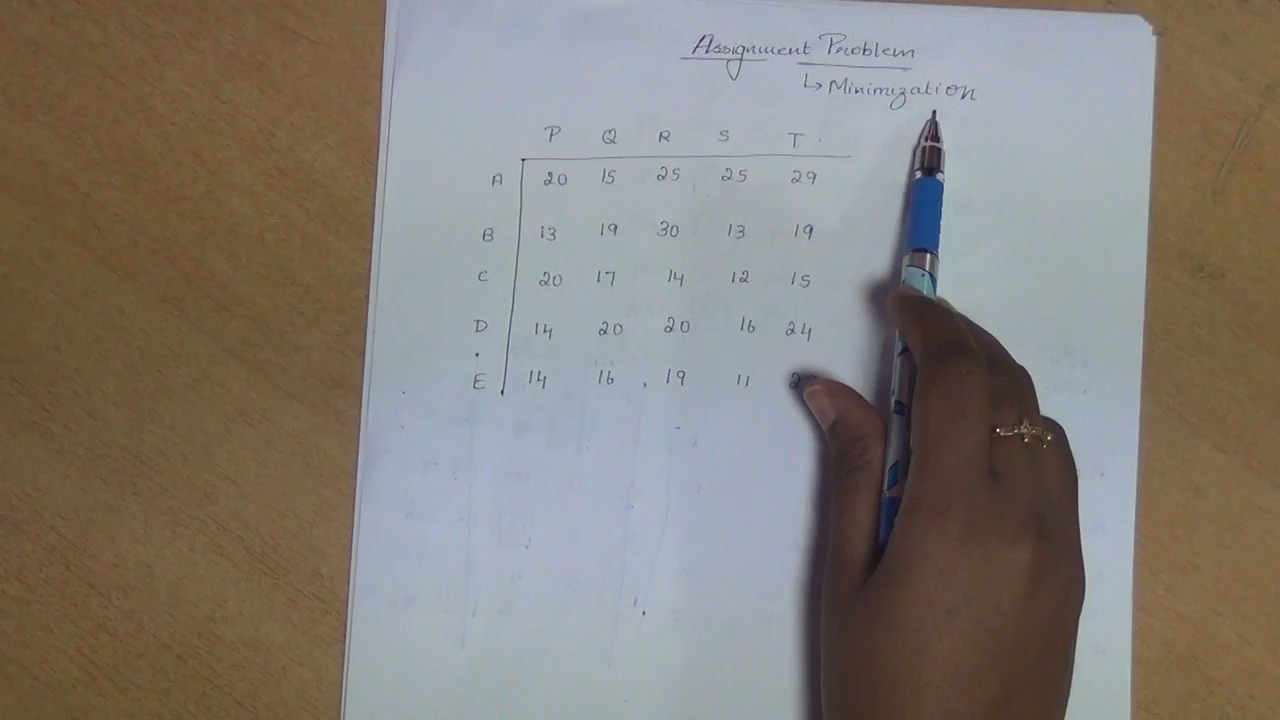 Assignment Problem
↳ Minimization
P Q R S T
A 20 15 25 25 29
B 13 19 30 13 19
C 20 17 14 12 15
D 14 20 20 16 24
E 14 16 19 11